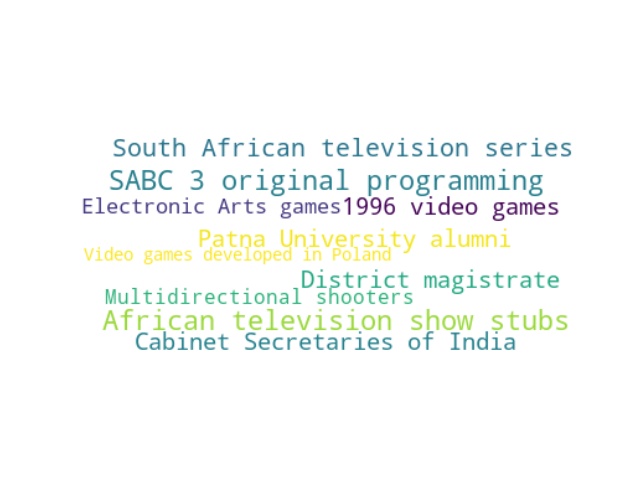 South African television series
SABC 3 original programming
Electronic Arts games
1996 video games
Patna University alumni
Video games developed in Poland
District magistrate
Multidirectional shooters
African television show stubs
Cabinet Secretaries of India